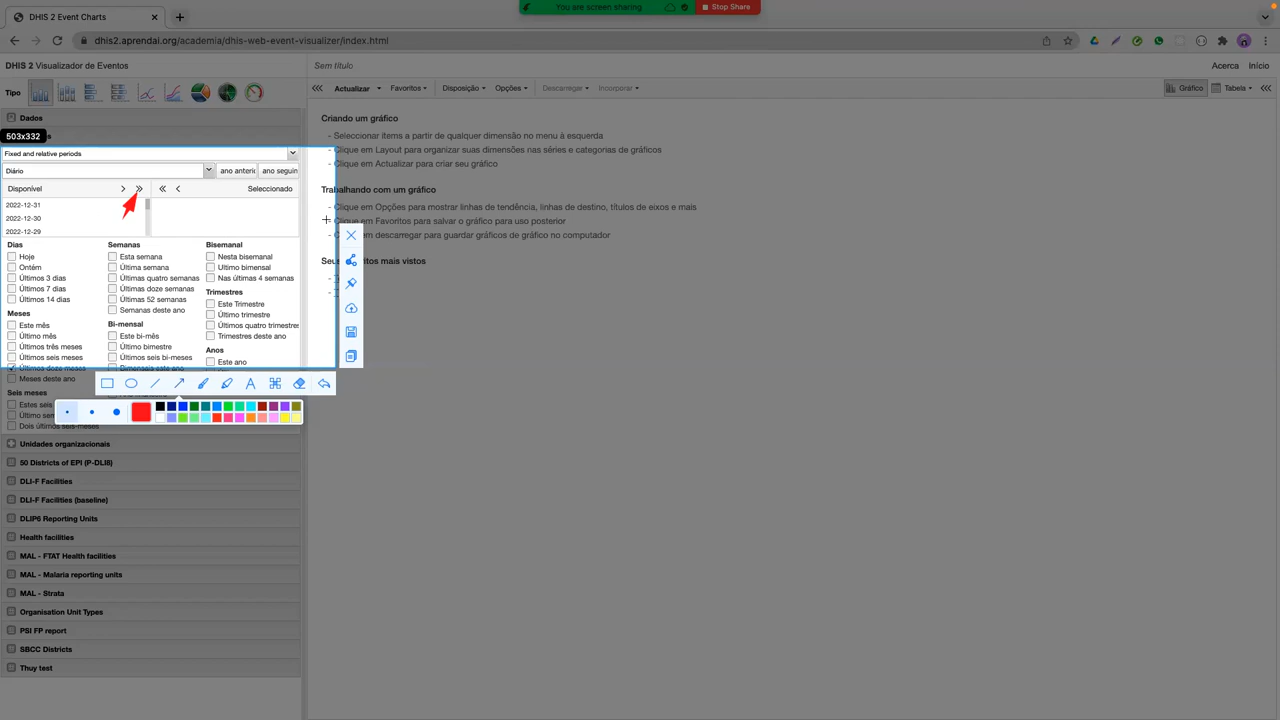 You are screen sharing
Stop Share
DHIS 2 Event Charts
dhis2.aprendai.org/academia/dhis-web-event-visualizer/index.html
DHIS 2 Visualizador de Eventos
Sem título
Acerca
Início
Tipo
Actualizar
Favoritos
Disposição
Opções
Descarregar
Incorporar
Gráfico
Tabela
Dados
503x332
Fixed and relative periods
Diário
ano anteri
ano seguin
Disponível
Seleccionado
2022-12-31
2022-12-30
2022-12-29
Dias
Hoje
Ontém
Últimos 3 dias
Últimos 7 dias
Últimos 14 dias
Meses
Este mês
Último mês
Últimos três meses
Últimos seis meses
Últimos doze meses
Meses deste ano
Seis meses
Estes seis
Último sem
Dois últimos seis-meses
Semanas
Esta semana
Última semana
Últimas quatro semanas
Últimas doze semanas
Últimas 52 semanas
Semanas deste ano
Bi-mensal
Este bi-mês
Último bimestre
Últimos seis bi-meses
Bisemanal
Nesta bisemanal
Ultimo bimensal
Nas últimas 4 semanas
Trimestres
Este Trimestre
Último trimestre
Últimos quatro trimestres
Trimestres deste ano
Anos
Este ano
Unidades organizacionais
50 Districts of EPI (P-DLI8)
DLI-F Facilities
DLI-F Facilities (baseline)
DLIP6 Reporting Units
Health facilities
MAL - FTAT Health facilities
MAL - Malaria reporting units
MAL - Strata
Organisation Unit Types
PSI FP report
SBCC Districts
Thuy test
Criando um gráfico
- Seleccionar ítems a partir de qualquer dimensão no menu à esquerda
- Clique em Layout para organizar suas dimensões nas séries e categorias de gráficos
- Clique em Actualizar para criar seu gráfico
Trabalhando com um gráfico
- Clique em Opções para mostrar linhas de tendência, linhas de destino, títulos de eixos e mais
Clique em Favoritos para salvar o gráfico para uso posterior
em descarregar para guardar gráficos de gráfico no computador
mais vistos
A